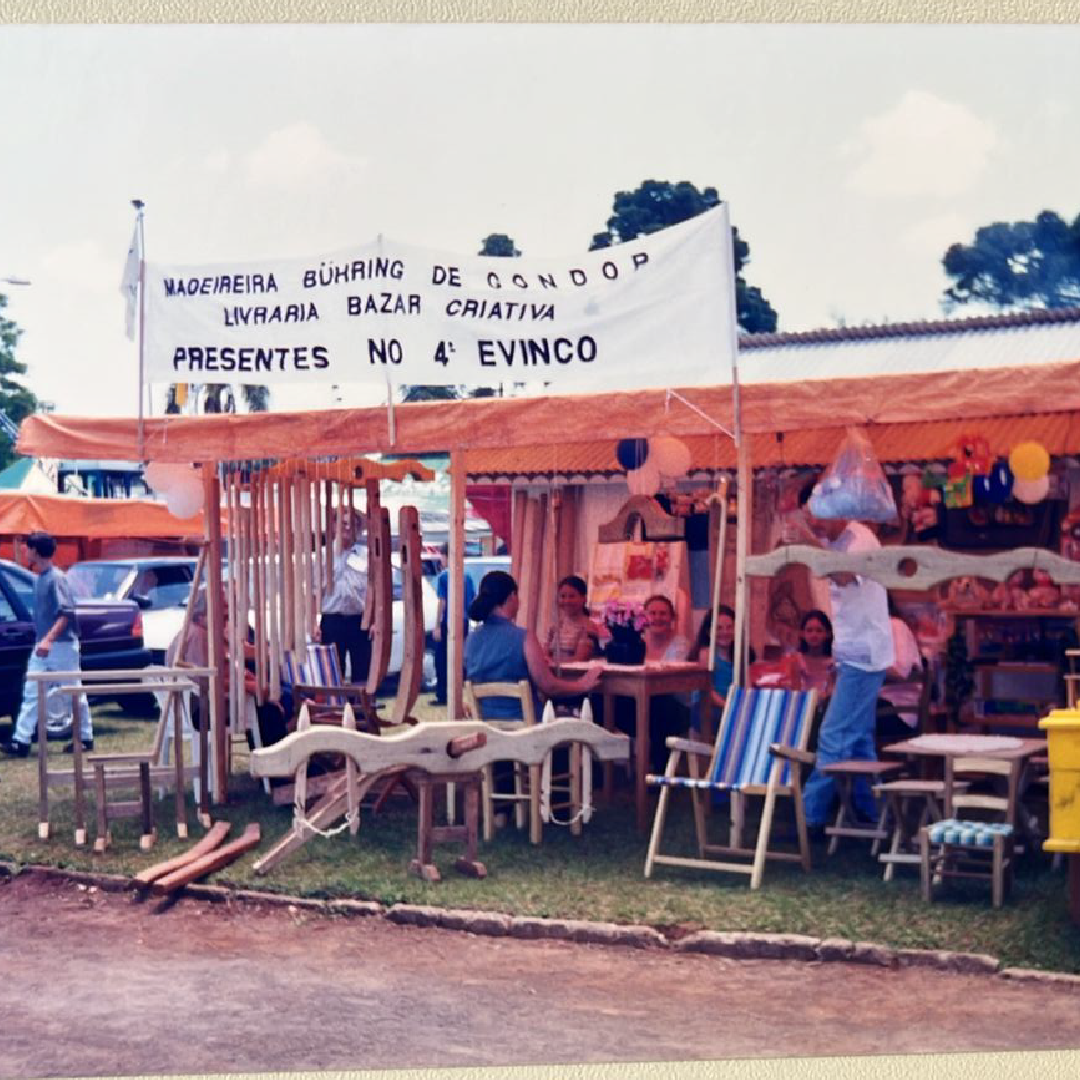 MADEIREIRA BÜHRING DE CONDOR
LIVRARIA BAZAR CRIATIVA
PRESENTES NO 4º EVINCO